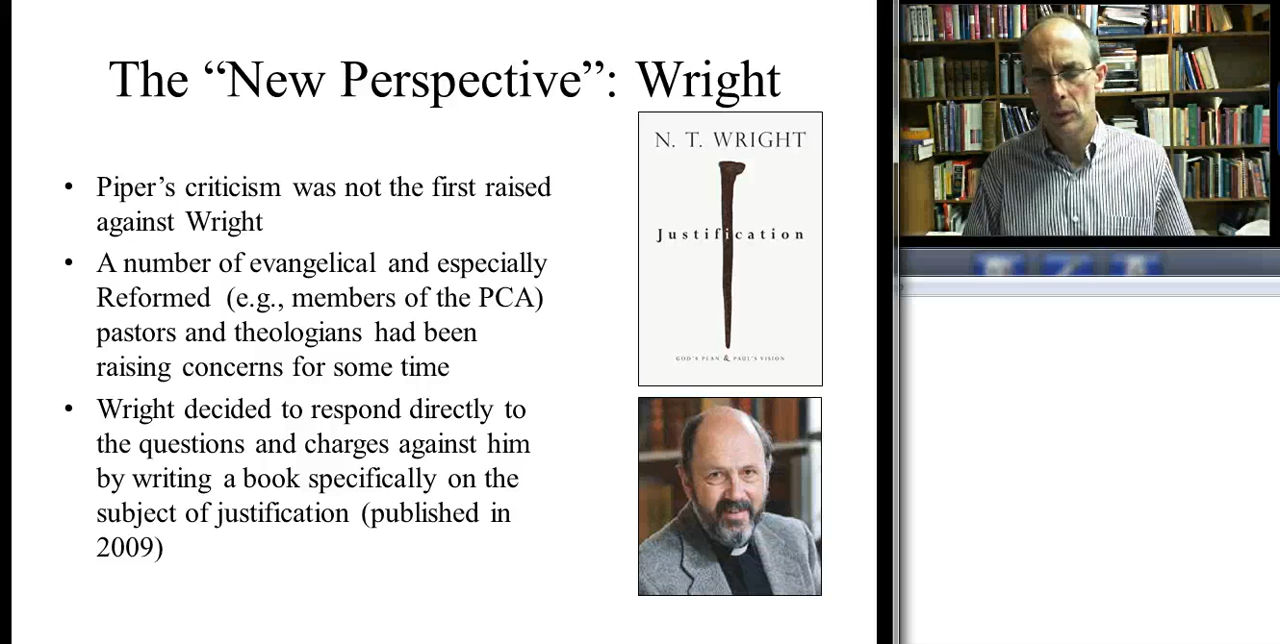 The “New Perspective”: Wright
• Piper’s criticism was not the first raised
against Wright
• A number of evangelical and especially
Reformed (e.g., members of the PCA)
pastors and theologians had been
raising concerns for some time
• Wright decided to respond directly to
the questions and charges against him
by writing a book specifically on the
subject of justification (published in
2009)
N. T. WRIGHT
Justification
GOD'S PLAN & PAUL'S VISION